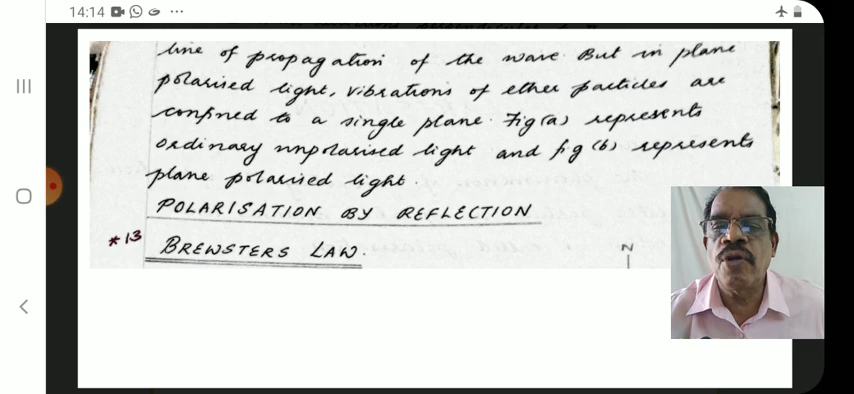 14:14
line of propagation of the wave. But in plane
polarised light, vibrations of ether particles are
confined to a single plane. Fig (a) represents
ordinary unpolarised light and fig (b) represents
plane polarised light.
POLARISATION BY REFLECTION
*13 BREWSTERS LAW.
N